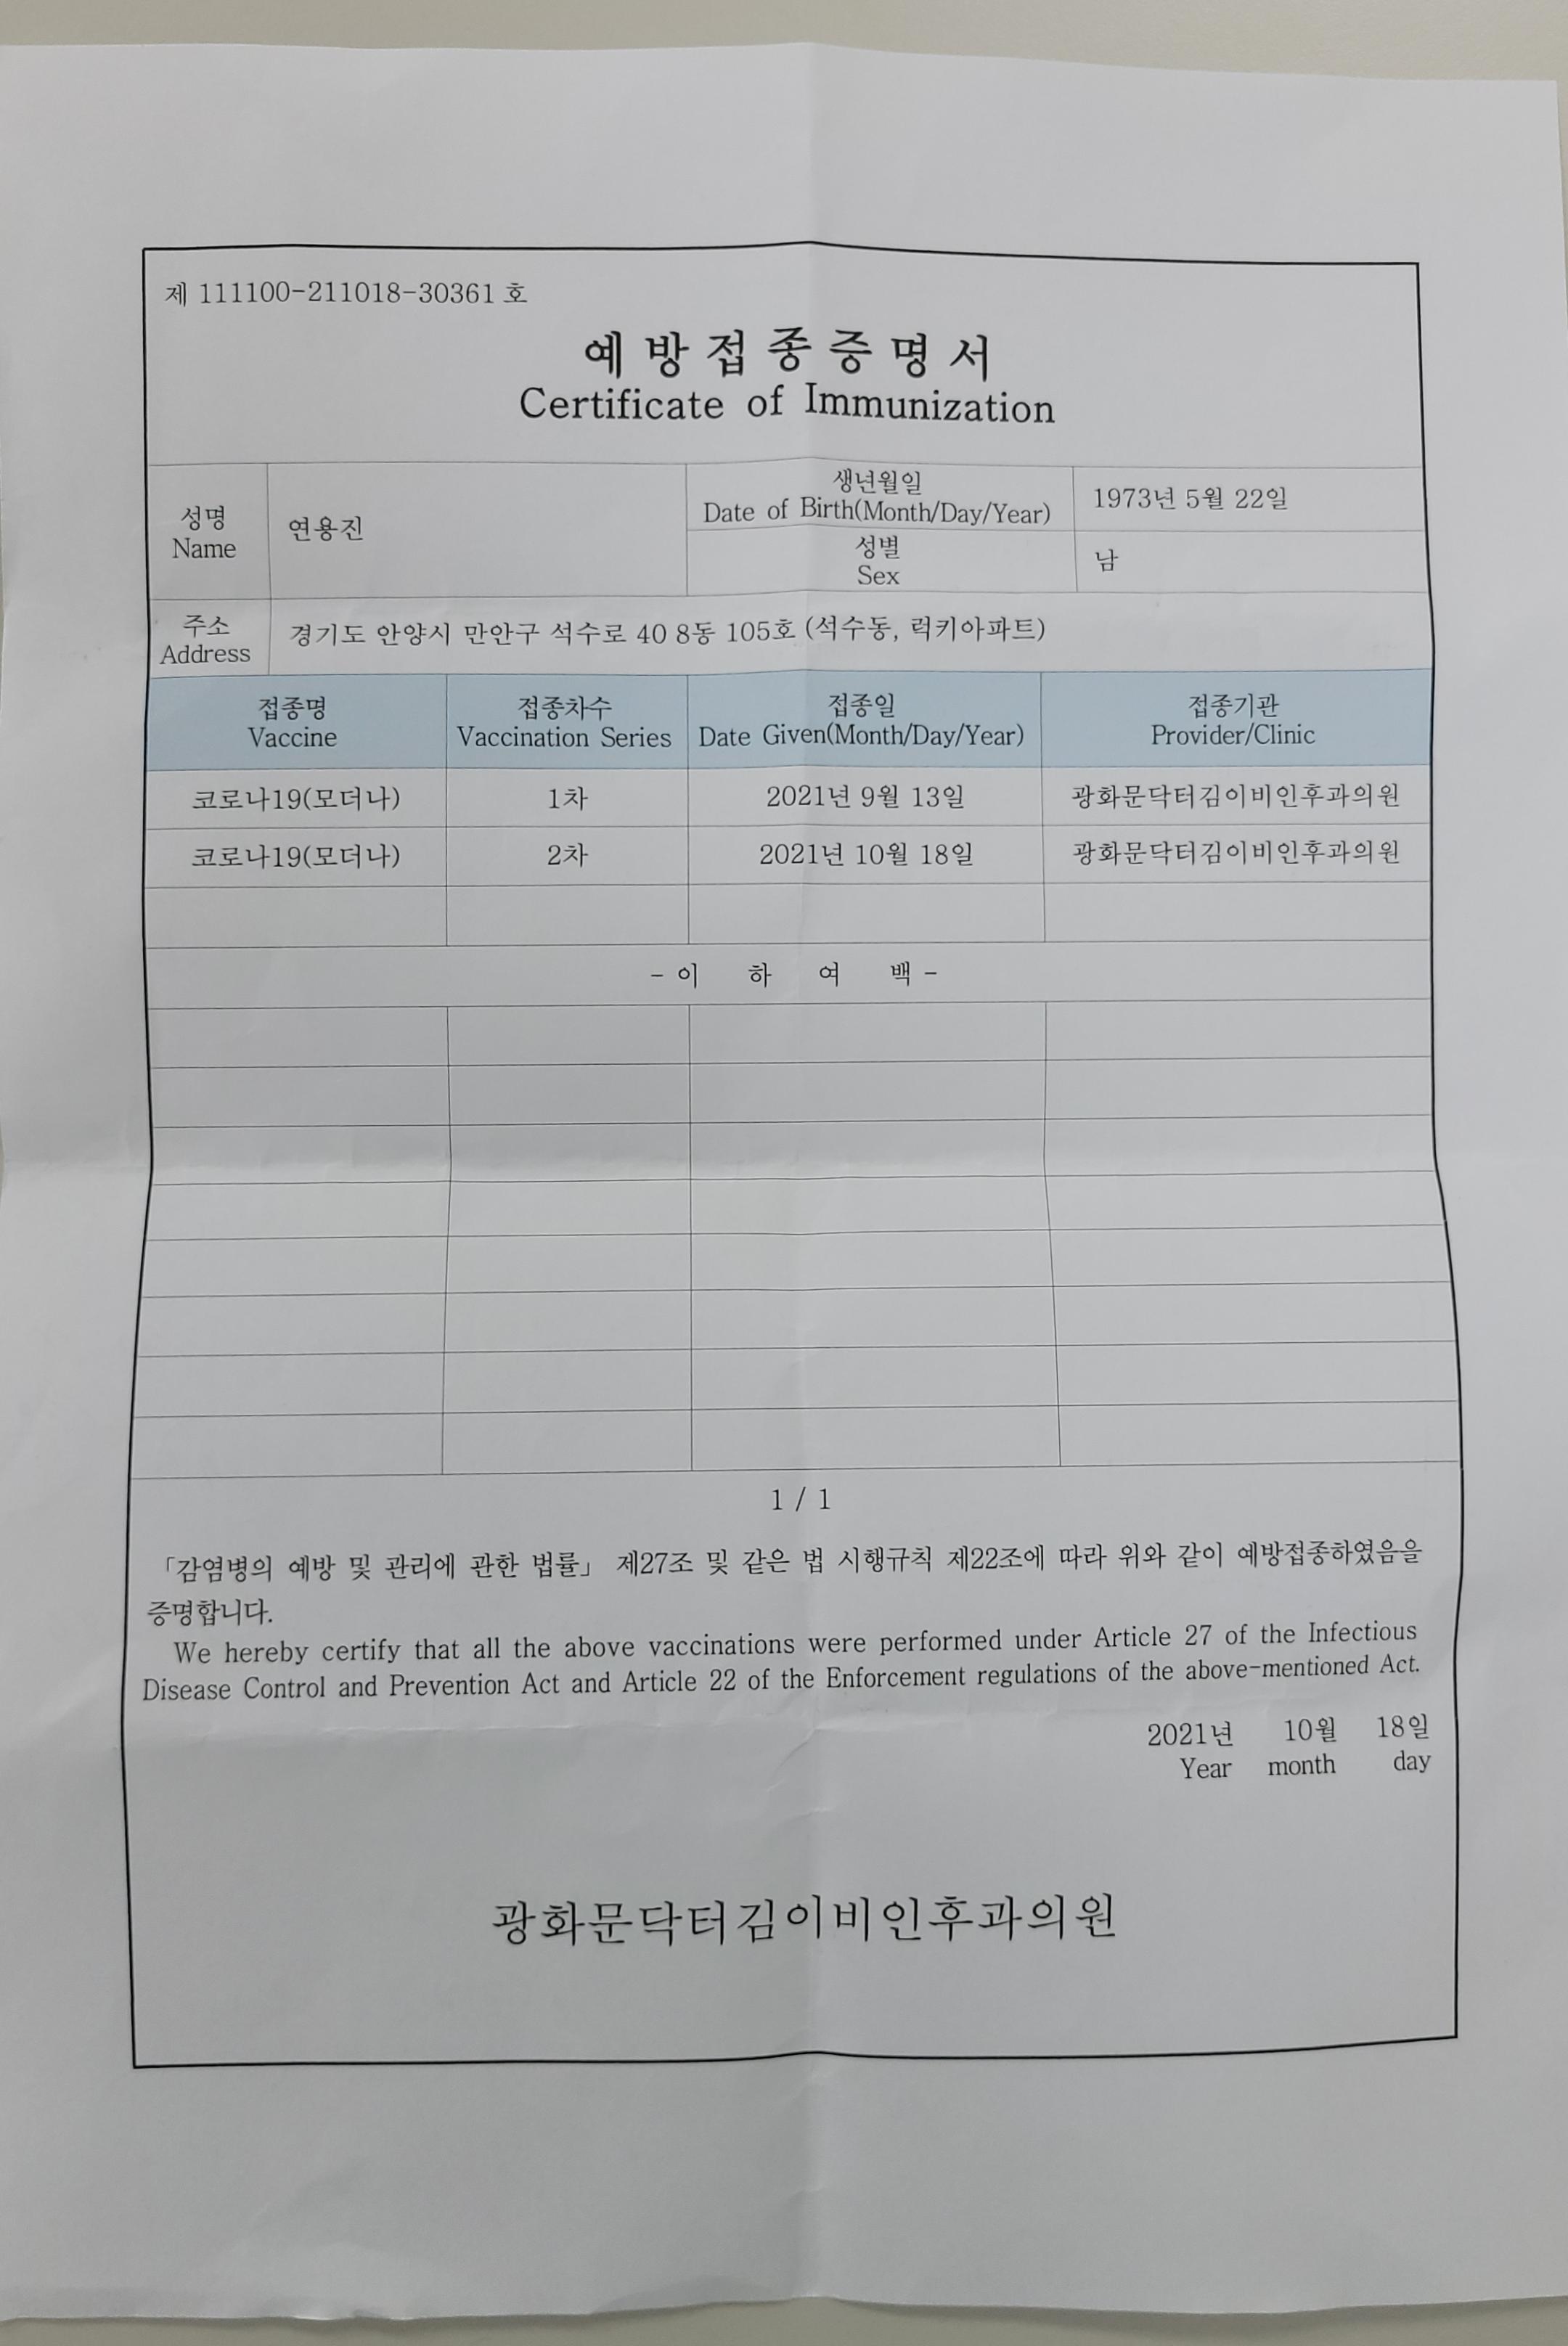 제 111100-211018-30361 호
예방접종증명서
Certificate of Immunization
성명
Name
연용진
생년월일
Date of Birth(Month/Day/Year)
1973년 5월 22일
성별
Sex
남
주소
Address
경기도 안양시 만안구 석수로 40 8동 105호 (석수동, 럭키아파트)
접종명
Vaccine
접종차수
Vaccination Series
접종일
Date Given(Month/Day/Year)
접종기관
Provider/Clinic
코로나19(모더나) 1차 2021년 9월 13일 광화문닥터김이비인후과의원
코로나19(모더나) 2차 2021년 10월 18일 광화문닥터김이비인후과의원
- 이 하 여 백 -
1 / 1
「감염병의 예방 및 관리에 관한 법률」 제27조 및 같은 법 시행규칙 제22조에 따라 위와 같이 예방접종하였음을
증명합니다.
We hereby certify that all the above vaccinations were performed under Article 27 of the Infectious
Disease Control and Prevention Act and Article 22 of the Enforcement regulations of the above-mentioned Act.
2021년 10월 18일
Year month day
광화문닥터김이비인후과의원